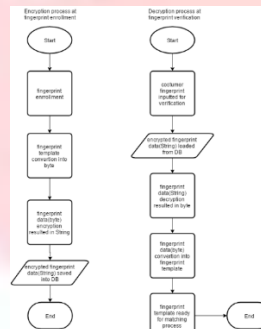 Encryption process at
fingerprint enrollment
Start
fingerprint
enrollment
fingerprint
template
convertion into
byte
fingerprint
data(byte)
encryption
resulted in String
encrypted fingerprint
data(String) saved
into DB
End
Decryption process at
fingerprint verification
Start
costumer
fingerprint
inputted for
verification
encrypted fingerprint
data(String) loaded
from DB
fingerprint
data(String)
decryption
resulted in byte
fingerprint
data(byte)
convertion into
fingerprint
template
fingerprint
template ready
for matching
process
End